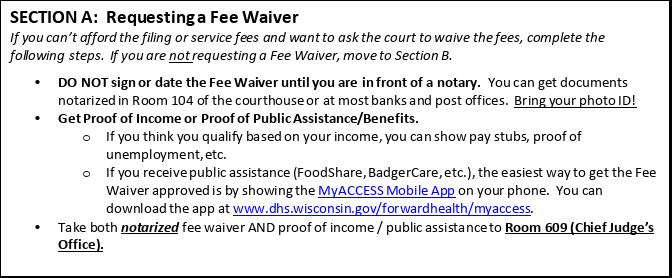 SECTION A:  Requesting a Fee Waiver
If you can't afford the filing or service fees and want to ask the court to waive the fees, complete the
following steps.  If you are not requesting a Fee Waiver, move to Section B.
• DO NOT sign or date the Fee Waiver until you are in front of a notary.  You can get documents
notarized in Room 104 of the courthouse or at most banks and post offices.  Bring your photo ID!
• Get Proof of Income or Proof of Public Assistance/Benefits.
o If you think you qualify based on your income, you can show pay stubs, proof of
unemployment, etc.
o If you receive public assistance (FoodShare, BadgerCare, etc.), the easiest way to get the Fee
Waiver approved is by showing the MyACCESS Mobile App on your phone.  You can
download the app at www.dhs.wisconsin.gov/forwardhealth/myaccess.
• Take both notarized fee waiver AND proof of income / public assistance to Room 609 (Chief Judge's
Office).